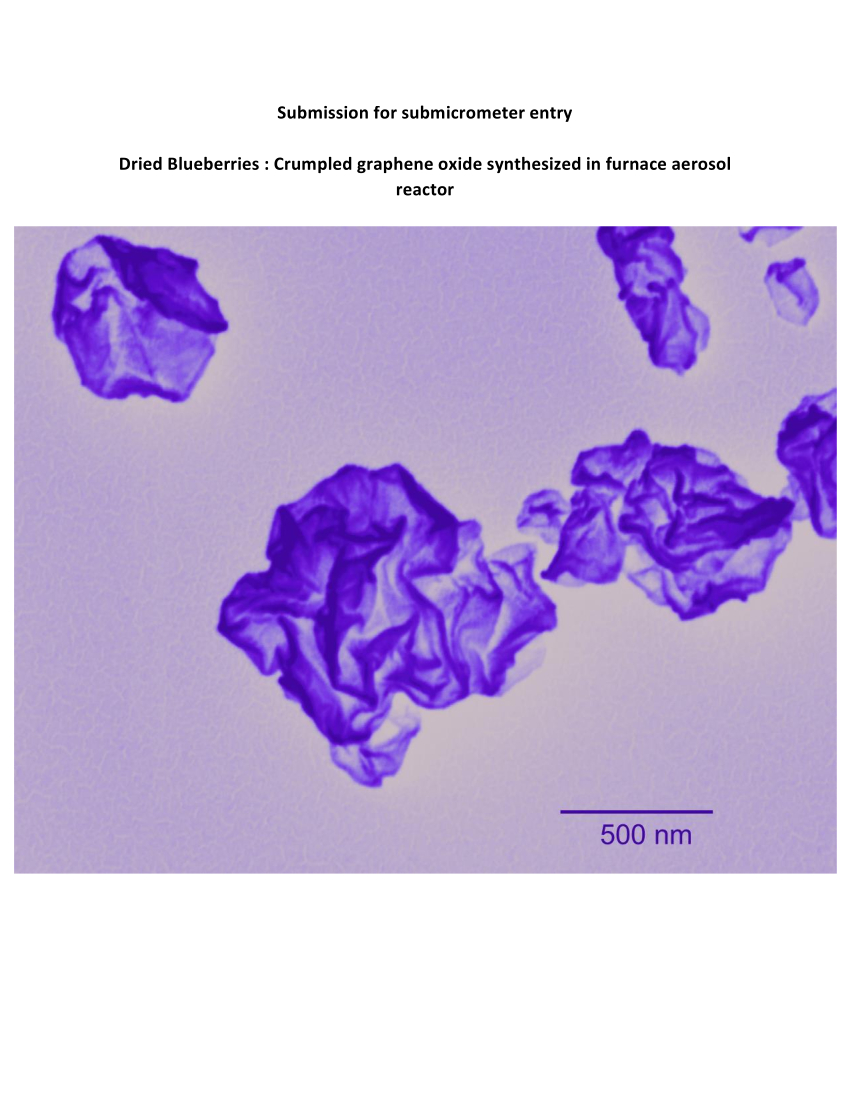 Submission for submicrometer entry
Dried Blueberries : Crumpled graphene oxide synthesized in furnace aerosol
reactor
500 nm